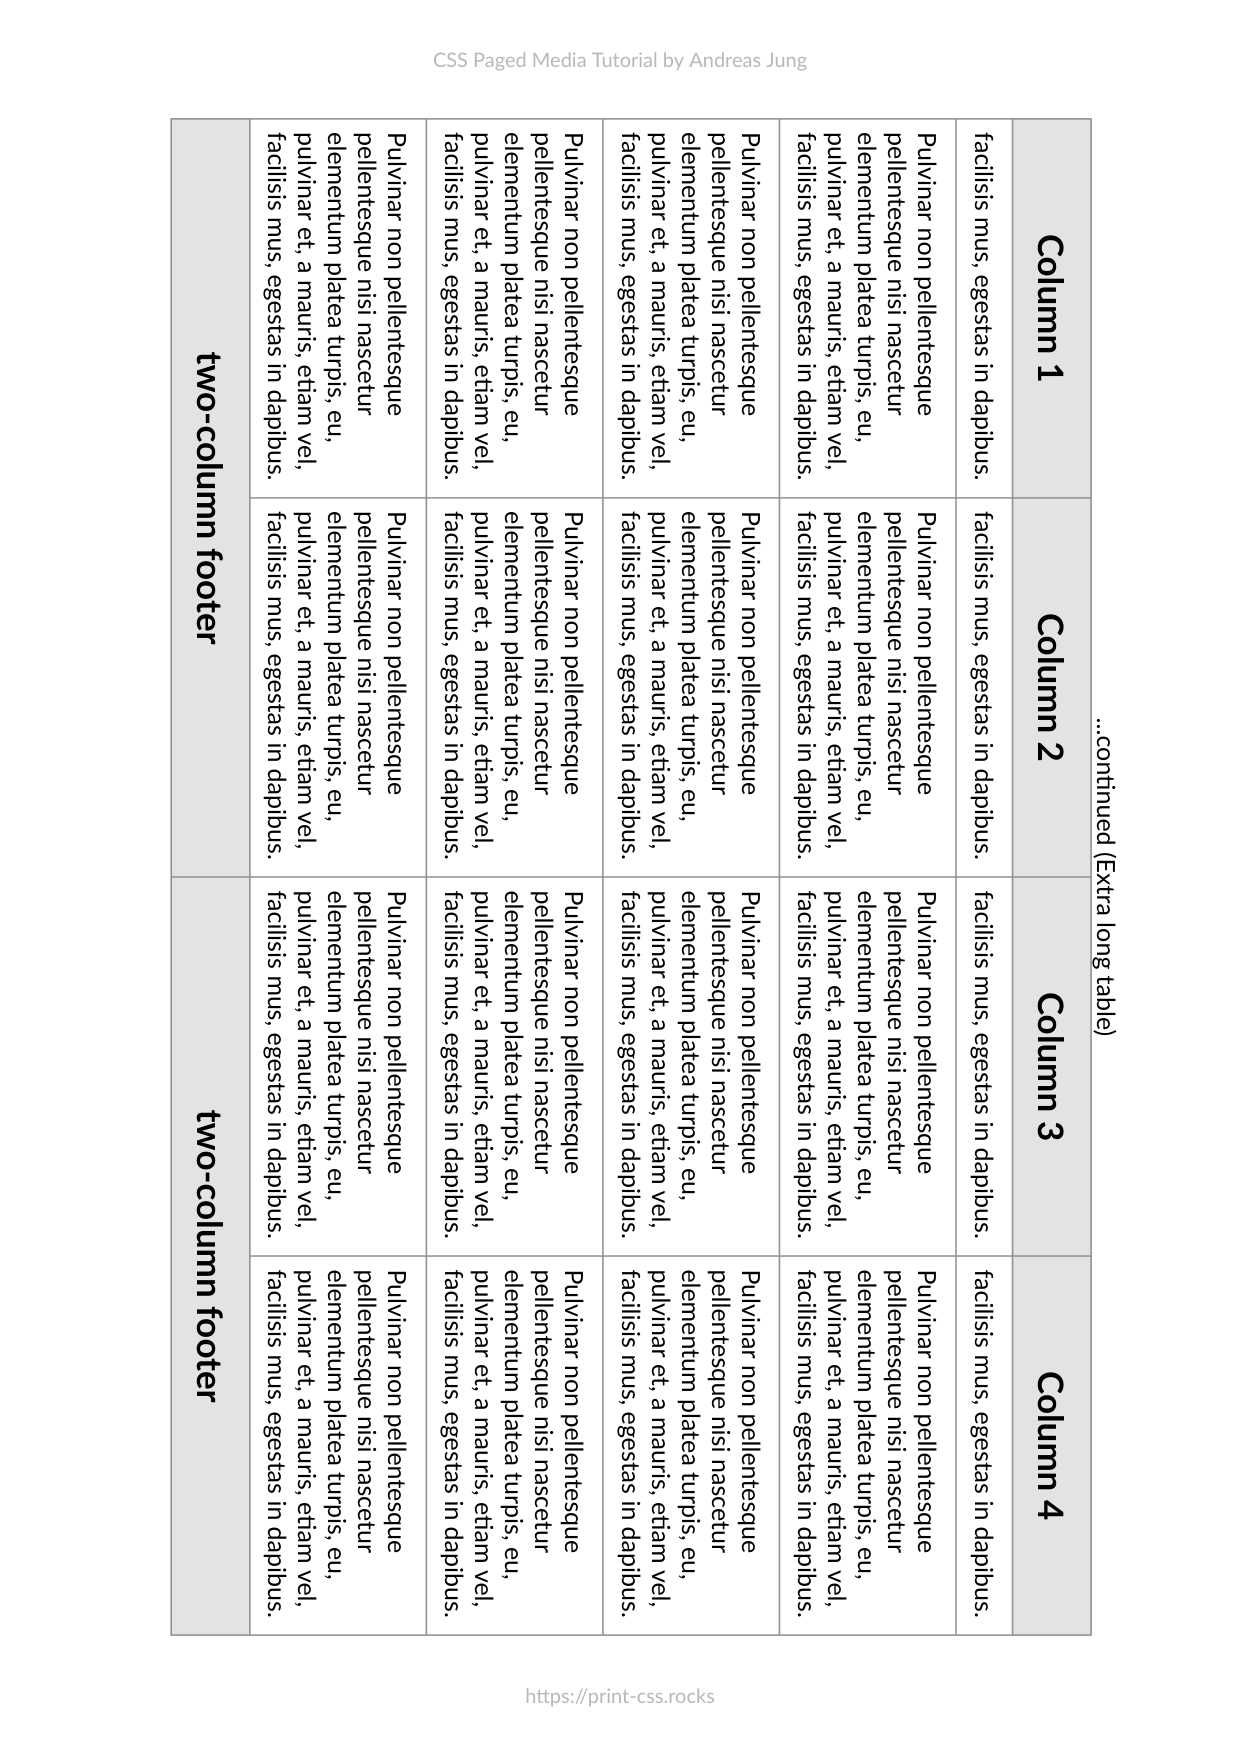 CSS Paged Media Tutorial by Andreas Jung
...continued (Extra long table)
Column 1
Column 2
Column 3
Column 4
facilisis mus, egestas in dapibus.
facilisis mus, egestas in dapibus.
facilisis mus, egestas in dapibus.
facilisis mus, egestas in dapibus.
Pulvinar non pellentesque
pellentesque nisi nascetur
elementum platea turpis, eu,
pulvinar et, a mauris, etiam vel,
facilisis mus, egestas in dapibus.
Pulvinar non pellentesque
pellentesque nisi nascetur
elementum platea turpis, eu,
pulvinar et, a mauris, etiam vel,
facilisis mus, egestas in dapibus.
Pulvinar non pellentesque
pellentesque nisi nascetur
elementum platea turpis, eu,
pulvinar et, a mauris, etiam vel,
facilisis mus, egestas in dapibus.
Pulvinar non pellentesque
pellentesque nisi nascetur
elementum platea turpis, eu,
pulvinar et, a mauris, etiam vel,
facilisis mus, egestas in dapibus.
Pulvinar non pellentesque
pellentesque nisi nascetur
elementum platea turpis, eu,
pulvinar et, a mauris, etiam vel,
facilisis mus, egestas in dapibus.
Pulvinar non pellentesque
pellentesque nisi nascetur
elementum platea turpis, eu,
pulvinar et, a mauris, etiam vel,
facilisis mus, egestas in dapibus.
Pulvinar non pellentesque
pellentesque nisi nascetur
elementum platea turpis, eu,
pulvinar et, a mauris, etiam vel,
facilisis mus, egestas in dapibus.
Pulvinar non pellentesque
pellentesque nisi nascetur
elementum platea turpis, eu,
pulvinar et, a mauris, etiam vel,
facilisis mus, egestas in dapibus.
Pulvinar non pellentesque
pellentesque nisi nascetur
elementum platea turpis, eu,
pulvinar et, a mauris, etiam vel,
facilisis mus, egestas in dapibus.
Pulvinar non pellentesque
pellentesque nisi nascetur
elementum platea turpis, eu,
pulvinar et, a mauris, etiam vel,
facilisis mus, egestas in dapibus.
Pulvinar non pellentesque
pellentesque nisi nascetur
elementum platea turpis, eu,
pulvinar et, a mauris, etiam vel,
facilisis mus, egestas in dapibus.
Pulvinar non pellentesque
pellentesque nisi nascetur
elementum platea turpis, eu,
pulvinar et, a mauris, etiam vel,
facilisis mus, egestas in dapibus.
Pulvinar non pellentesque
pellentesque nisi nascetur
elementum platea turpis, eu,
pulvinar et, a mauris, etiam vel,
facilisis mus, egestas in dapibus.
Pulvinar non pellentesque
pellentesque nisi nascetur
elementum platea turpis, eu,
pulvinar et, a mauris, etiam vel,
facilisis mus, egestas in dapibus.
Pulvinar non pellentesque
pellentesque nisi nascetur
elementum platea turpis, eu,
pulvinar et, a mauris, etiam vel,
facilisis mus, egestas in dapibus.
Pulvinar non pellentesque
pellentesque nisi nascetur
elementum platea turpis, eu,
pulvinar et, a mauris, etiam vel,
facilisis mus, egestas in dapibus.
two-column footer
two-column footer
https://print-css.rocks